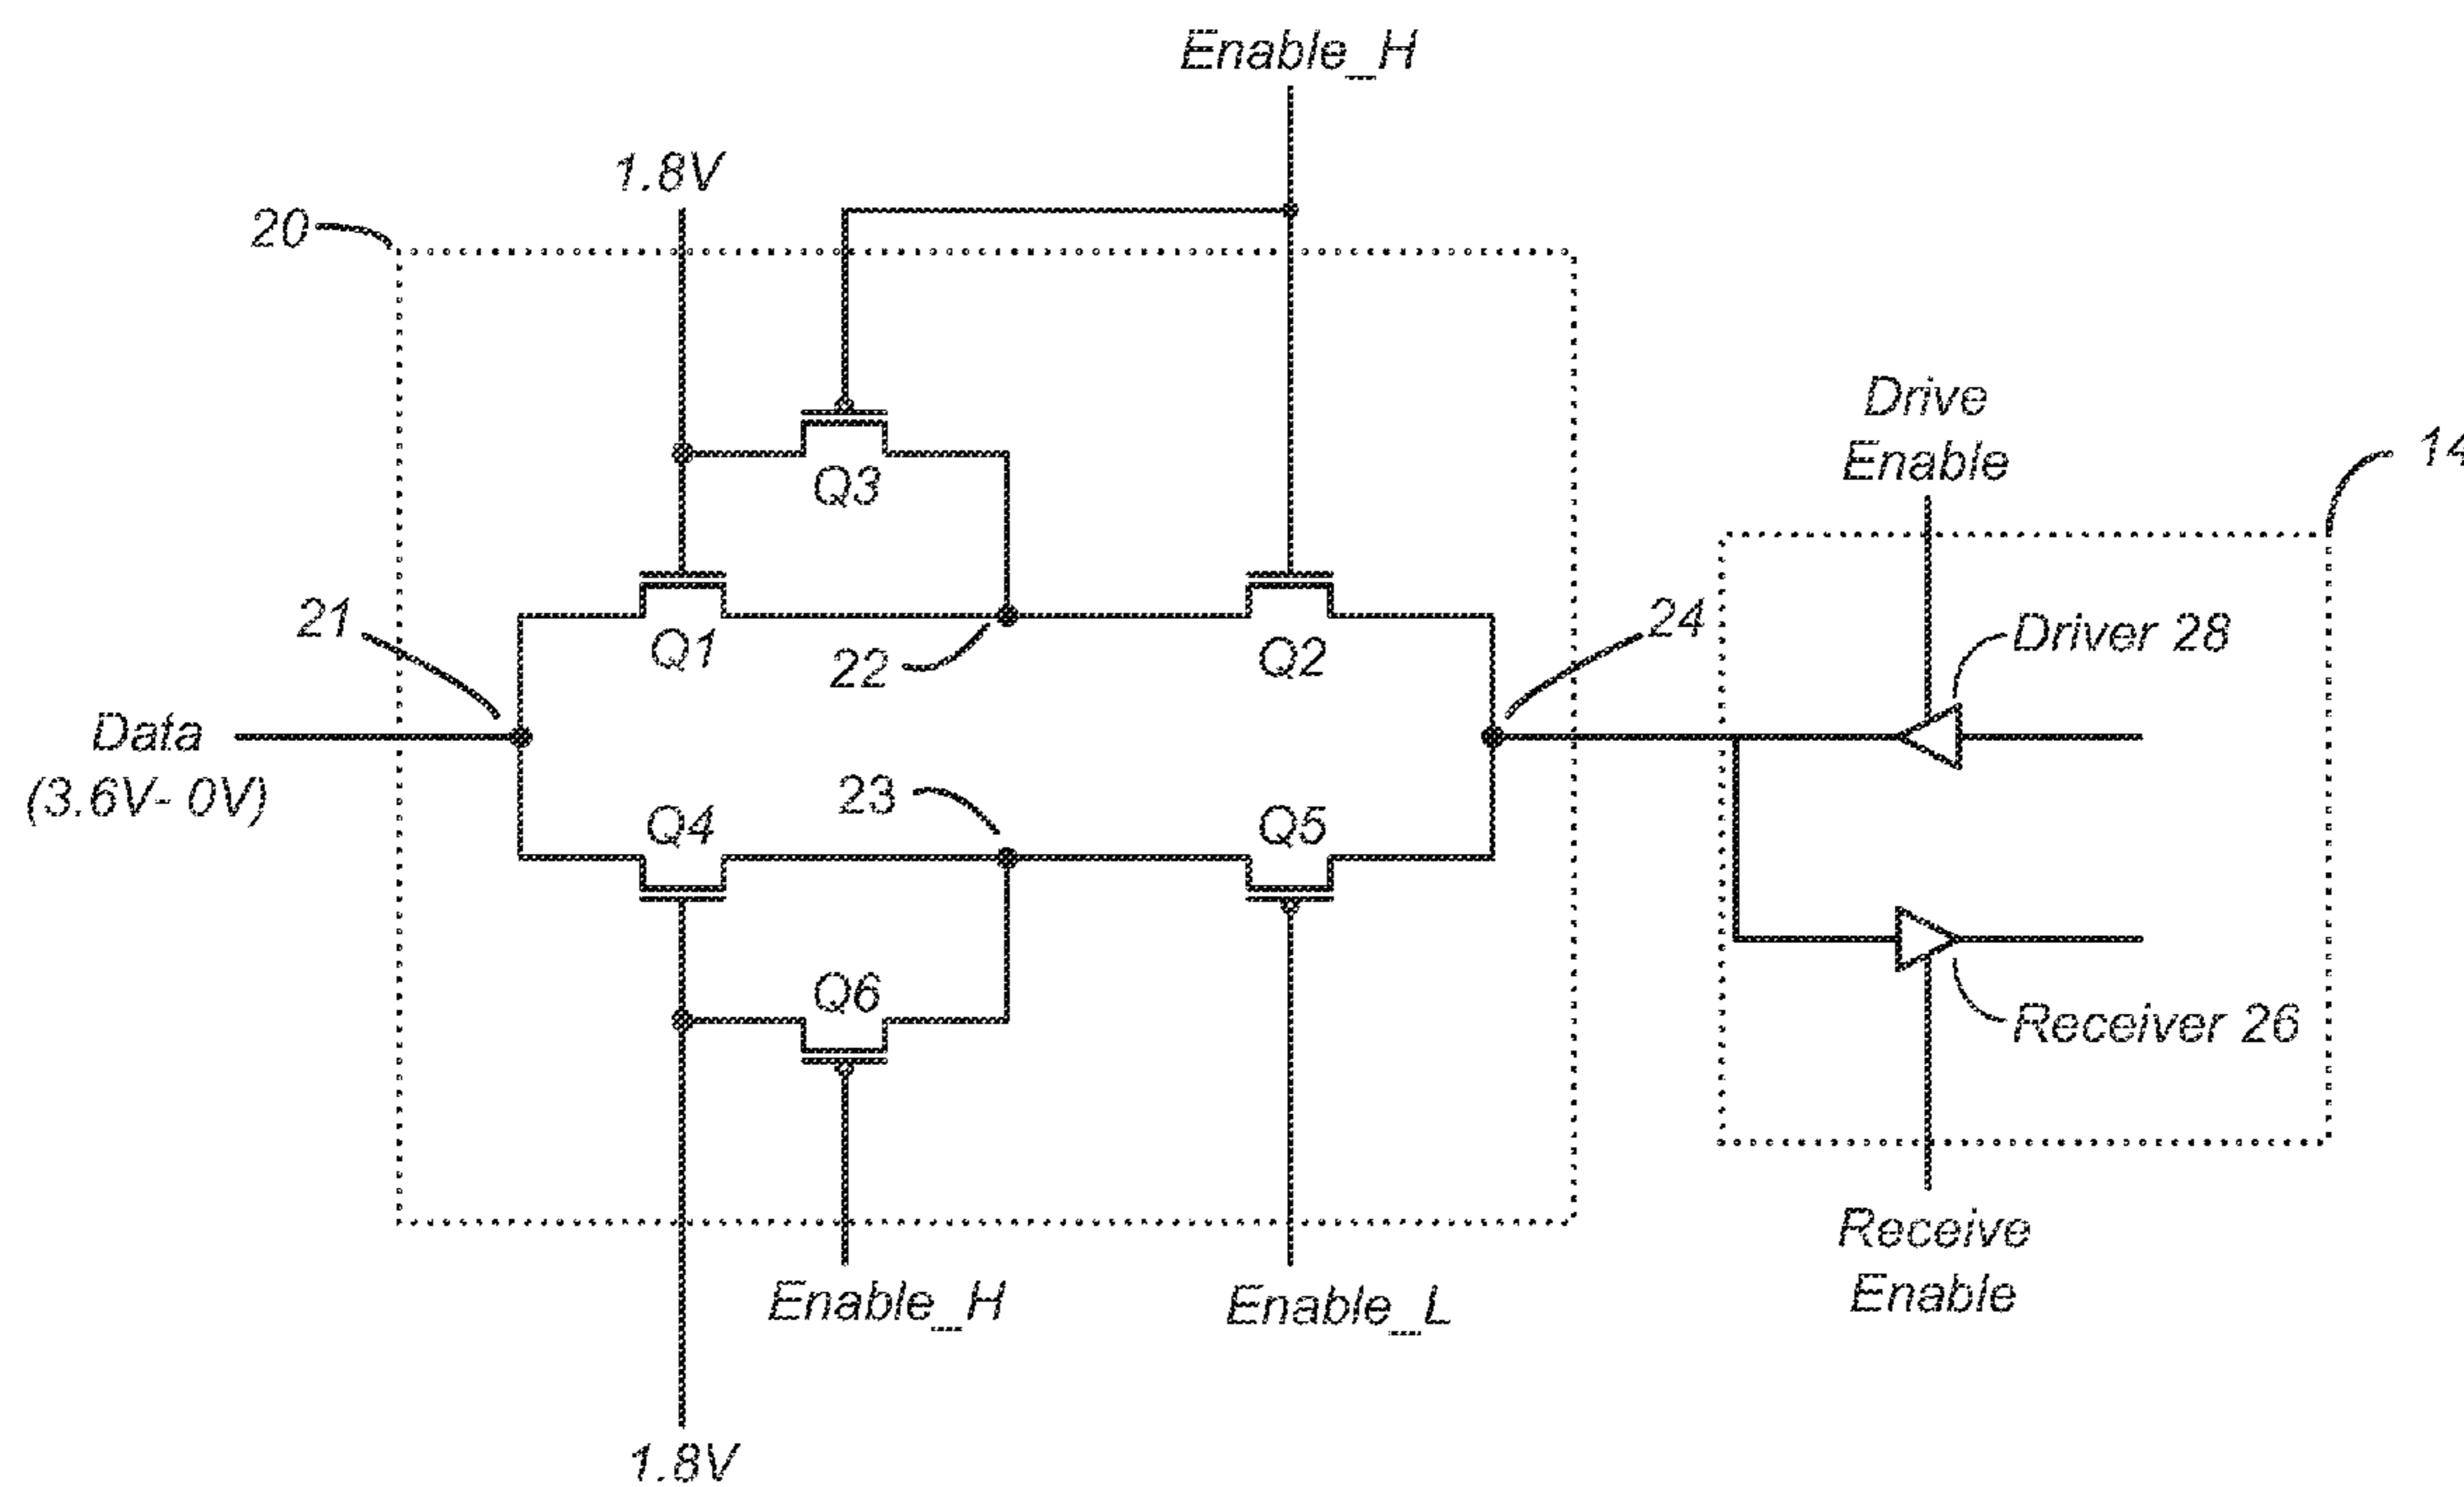 Enable_H
1.8V
20
Q3
Drive
Enable
14
21
Q1
22
Q2
24
Driver 28
Data
(3.6V- 0V)
23
Q4
Q5
Q6
Receiver 26
Enable_H
Enable_L
Receive
Enable
1.8V